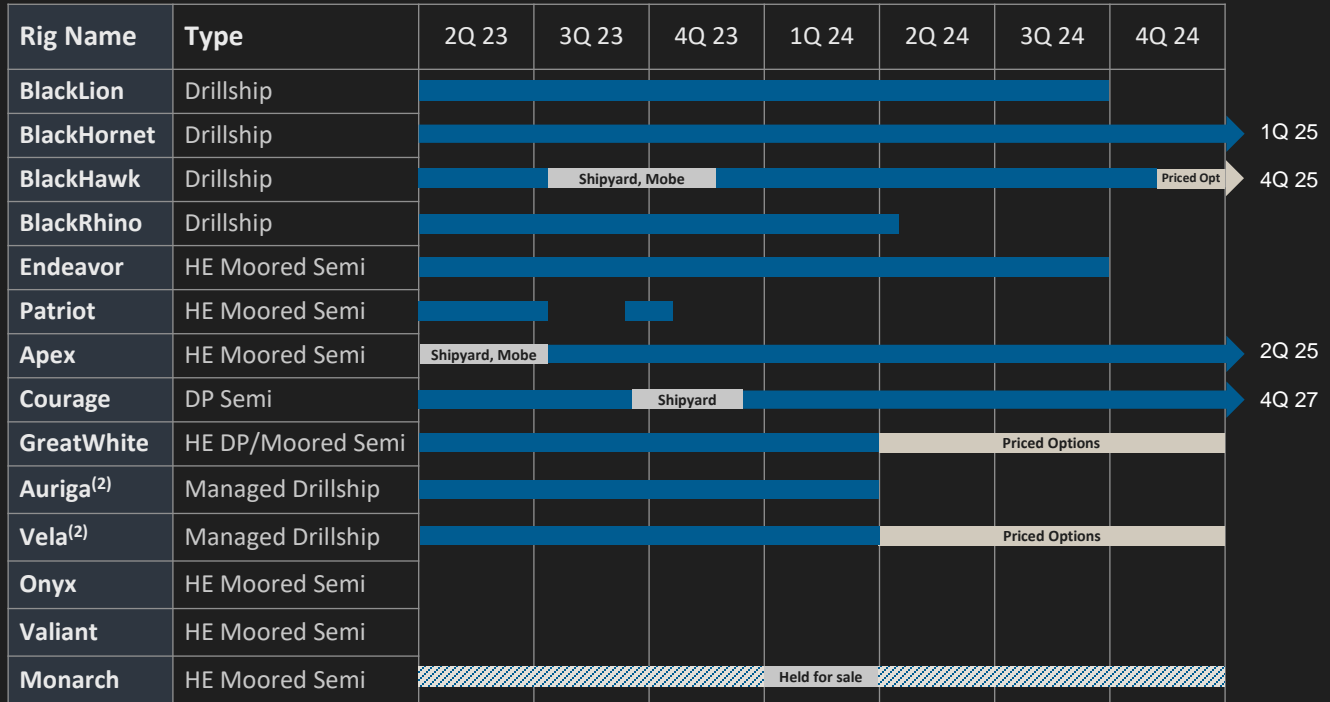 Rig Name Type 2Q 23 3Q 23 4Q 23 1Q 24 2Q 24 3Q 24 4Q 24
BlackLion Drillship
BlackHornet Drillship 1Q 25
BlackHawk Drillship Shipyard, Mobe Priced Opt 4Q 25
BlackRhino Drillship
Endeavor HE Moored Semi
Patriot HE Moored Semi
Apex HE Moored Semi Shipyard, Mobe 2Q 25
Courage DP Semi Shipyard 4Q 27
GreatWhite HE DP/Moored Semi Priced Options
Auriga(2) Managed Drillship
Vela(2) Managed Drillship Priced Options
Onyx HE Moored Semi
Valiant HE Moored Semi
Monarch HE Moored Semi Held for sale